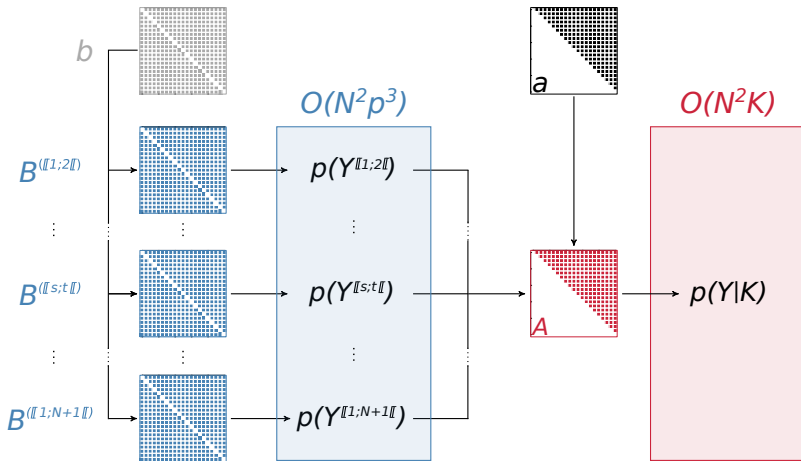 b
a
O(N²p³)
O(N²K)
B^(⟦1;2⟦)
p(Y^⟦1;2⟦)
⋮ ⋮ ⋮
B^(⟦s;t⟦)
p(Y^⟦s;t⟦)
A
p(Y|K)
⋮ ⋮ ⋮
B^(⟦1;N+1⟦)
p(Y^⟦1;N+1⟦)